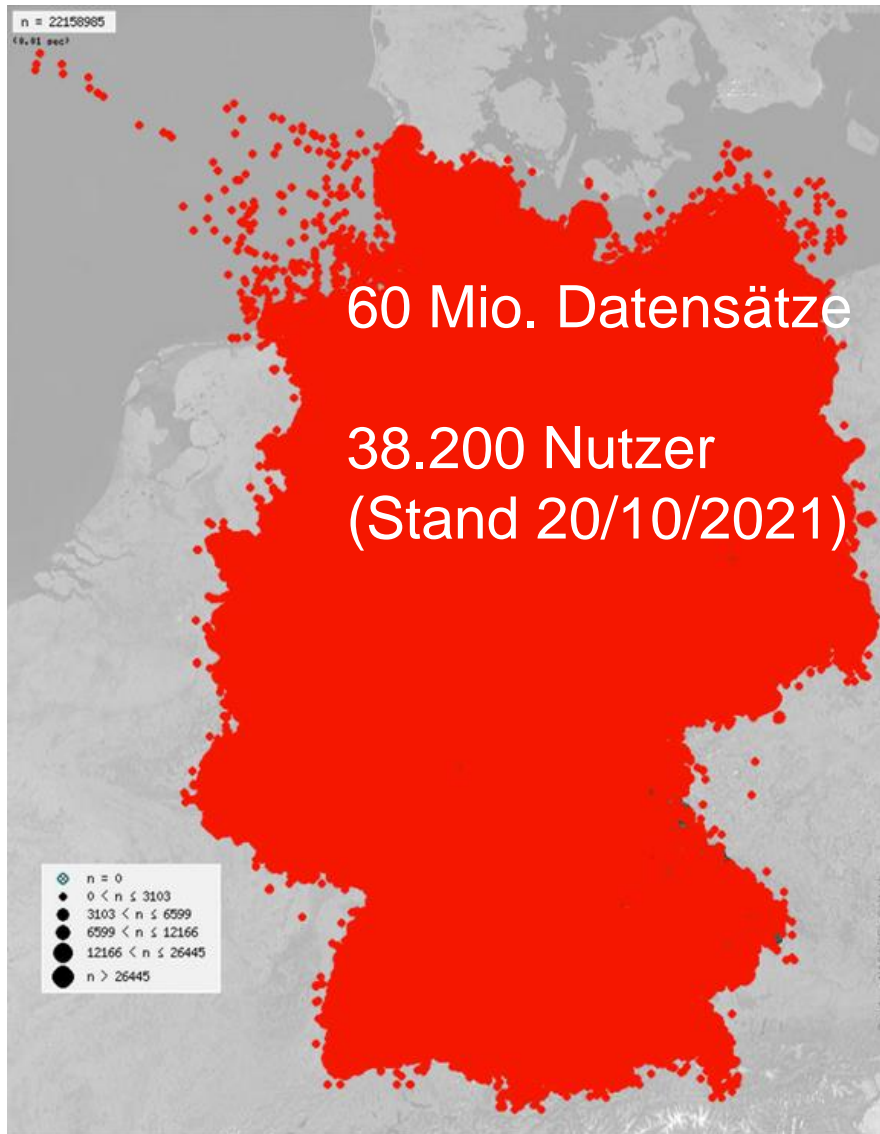 n = 22158985
(0.01 sec)
60 Mio. Datensätze
38.200 Nutzer
(Stand 20/10/2021)
n = 0
0 < n ≤ 3103
3103 < n ≤ 6599
6599 < n ≤ 12166
12166 < n ≤ 26445
n > 26445